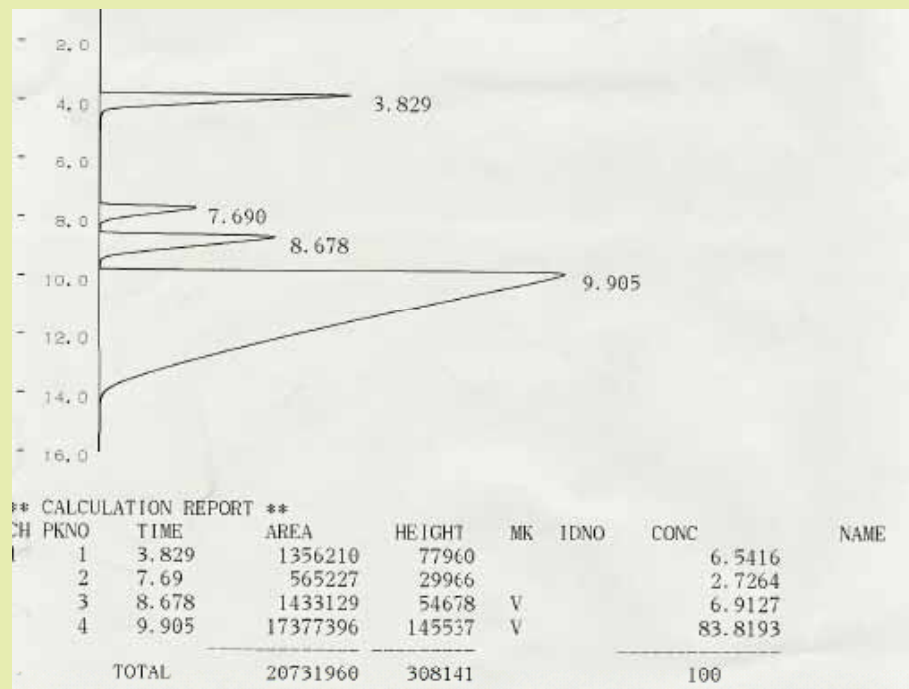 2.0
3.829
4.0
6.0
7.690
8.0
8.678
9.905
10.0
12.0
14.0
16.0
** CALCULATION REPORT **
CH PKNO TIME AREA HEIGHT MK IDNO CONC NAME
1 1 3.829 1356210 77960 6.5416
2 7.69 565227 29966 2.7264
3 8.678 1433129 54678 V 6.9127
4 9.905 17377396 145537 V 83.8193
TOTAL 20731960 308141 100